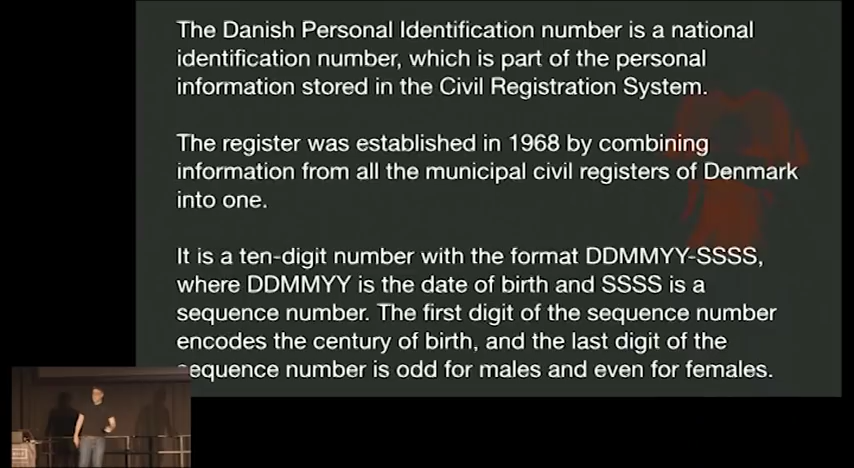 The Danish Personal Identification number is a national
identification number, which is part of the personal
information stored in the Civil Registration System.
The register was established in 1968 by combining
information from all the municipal civil registers of Denmark
into one.
It is a ten-digit number with the format DDMMYY-SSSS,
where DDMMYY is the date of birth and SSSS is a
sequence number. The first digit of the sequence number
encodes the century of birth, and the last digit of the
sequence number is odd for males and even for females.